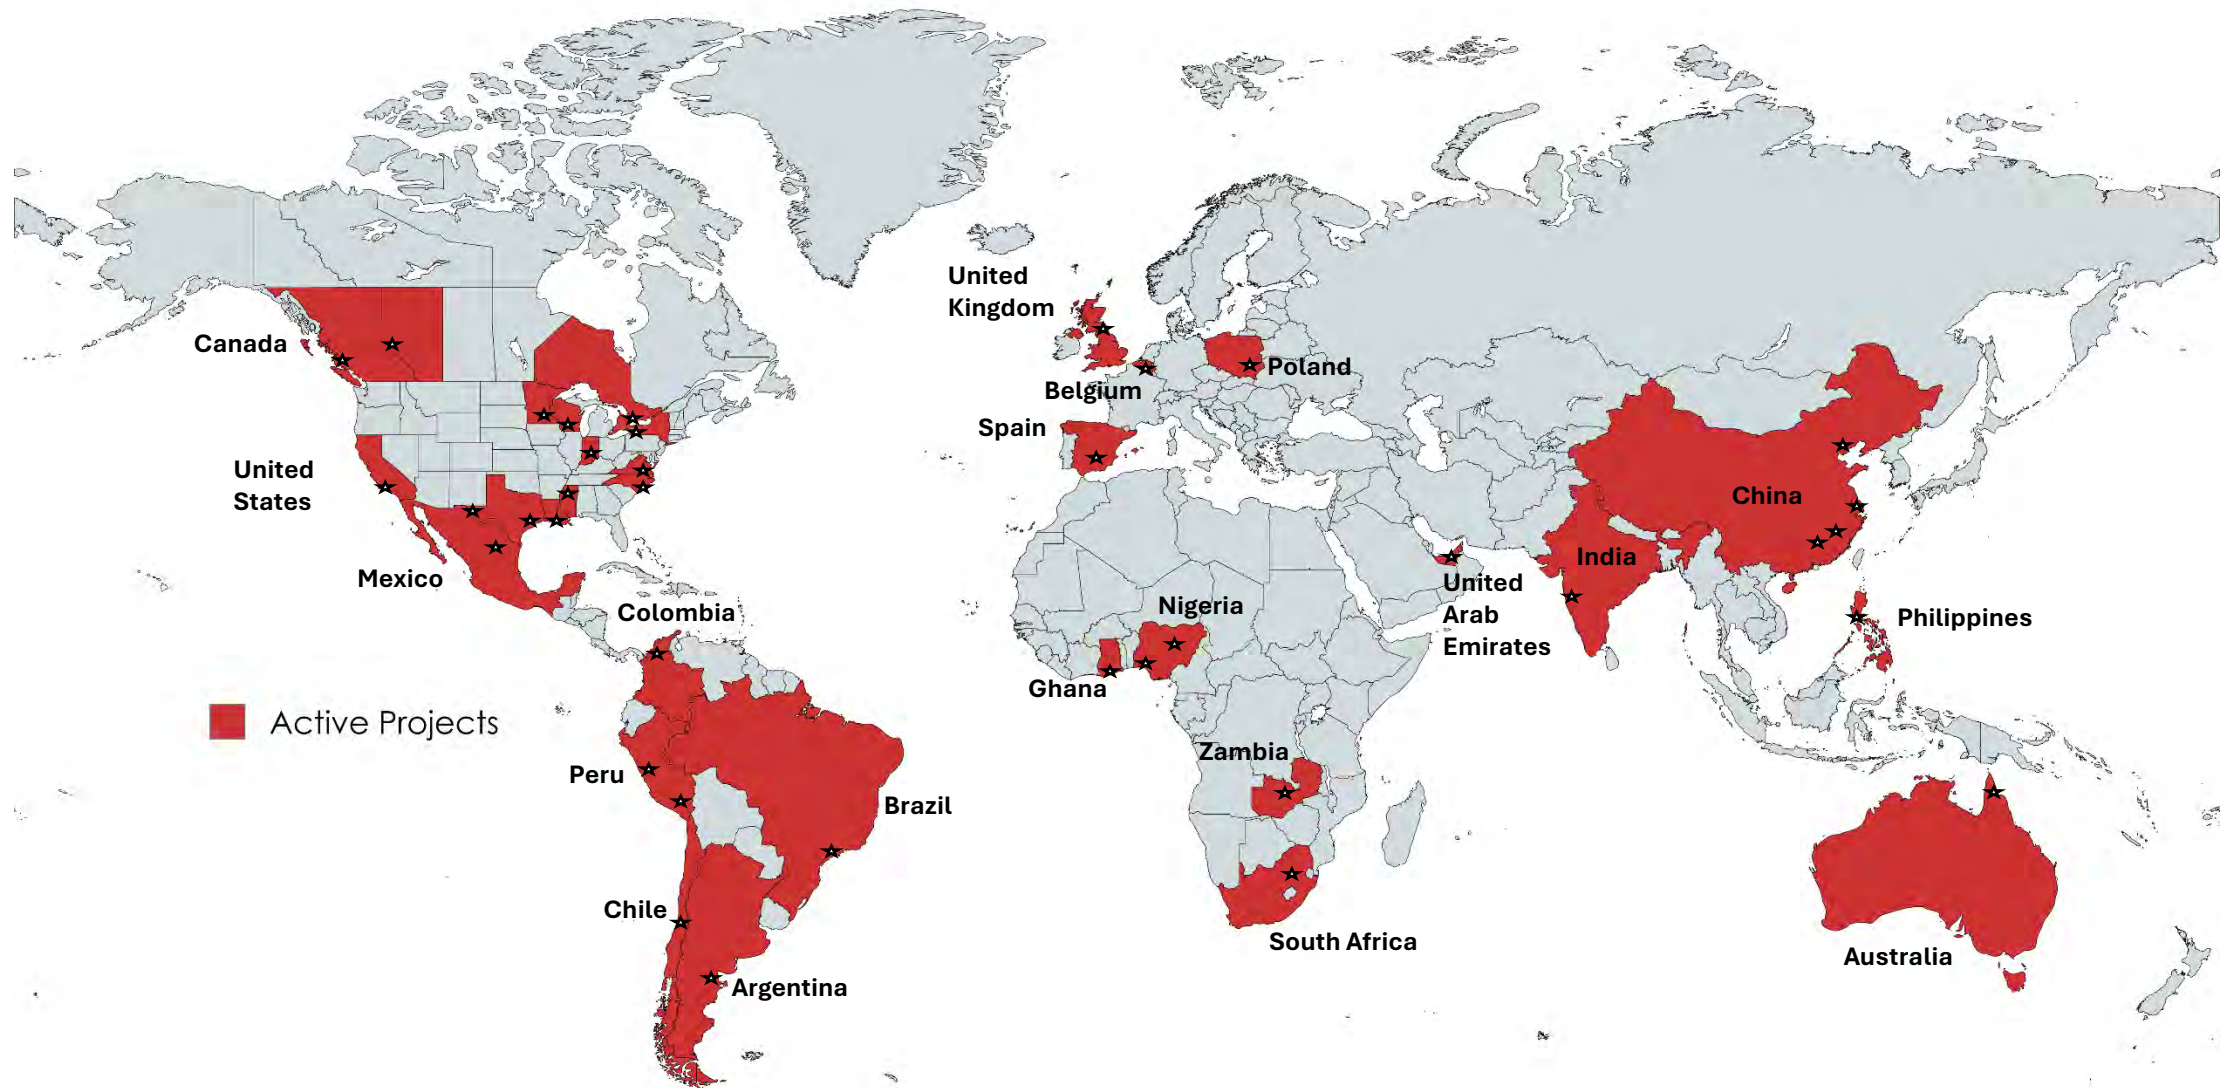 United
Kingdom
Canada
Poland
Belgium
Spain
United
States
China
India
Mexico
United
Arab
Emirates
Nigeria
Colombia
Philippines
Ghana
Active Projects
Zambia
Peru
Brazil
Chile
South Africa
Australia
Argentina